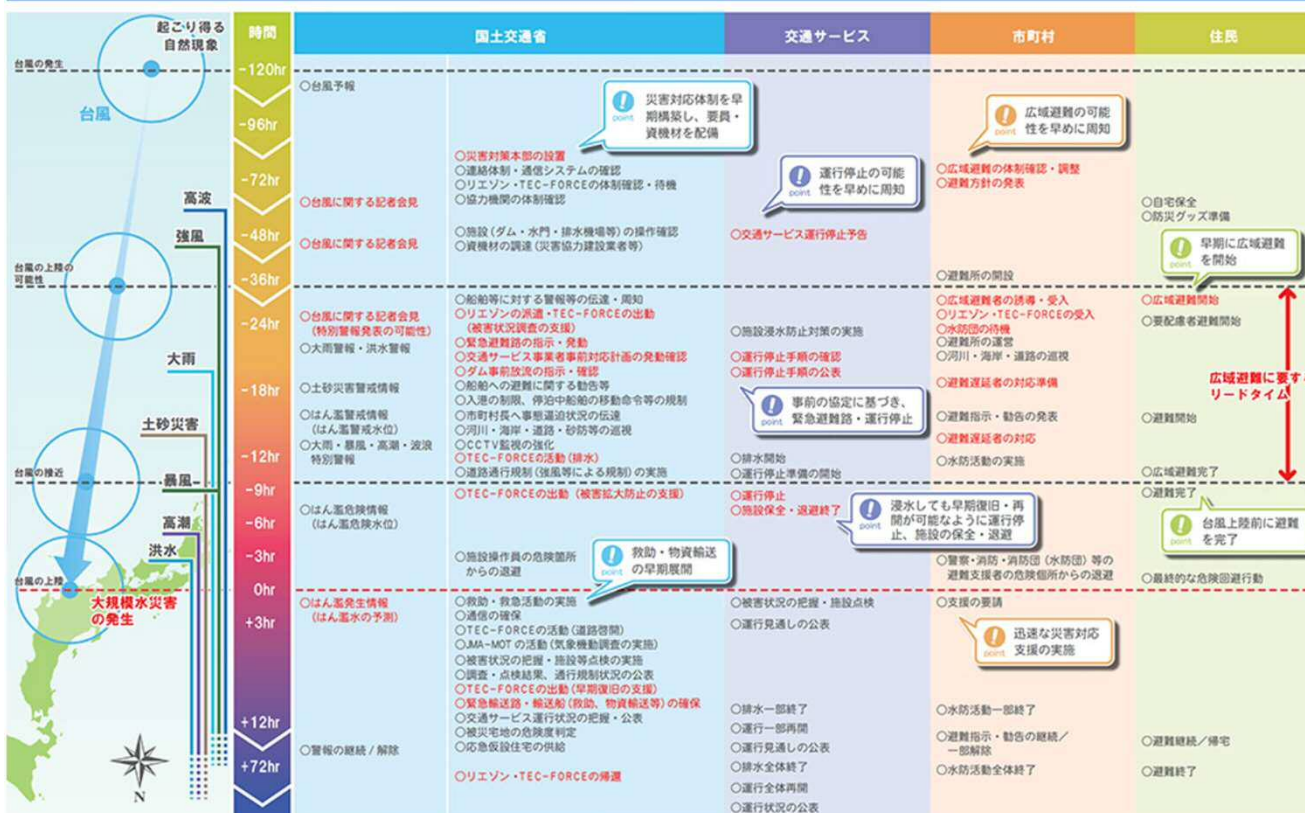 起こり得る
自然現象
時間
国土交通省
交通サービス
市町村
住民
台風の発生
台風
高波
強風
台風の上陸の
可能性
大雨
土砂災害
台風の接近
暴風
高潮
洪水
台風の上陸
大規模水災害
の発生
N
-120hr
-96hr
-72hr
-48hr
-36hr
-24hr
-18hr
-12hr
-9hr
-6hr
-3hr
0hr
+3hr
+12hr
+72hr
○台風予報
○台風に関する記者会見
○台風に関する記者会見
○台風に関する記者会見
(特別警報発表の可能性)
○大雨警報・洪水警報
○土砂災害警戒情報
○はん濫警戒情報
(はん濫警戒水位)
○大雨・暴風・高潮・波浪
特別警報
○はん濫危険情報
(はん濫危険水位)
○はん濫発生情報
(はん濫水の予測)
○警報の継続/解除
point
災害対応体制を早
期構築し、要員・
資機材を配備
○災害対策本部の設置
○連絡体制・通信システムの確認
○リエゾン・TEC-FORCEの体制確認・待機
○協力機関の体制確認
○施設(ダム・水門・排水機場等)の操作確認
○資機材の調達(災害協力建設業者等)
○船舶等に対する警報等の伝達・周知
○リエゾンの派遣・TEC-FORCEの出動
(被害状況調査の支援)
○緊急避難路の指示・発動
○交通サービス事業者事前対応計画の発動確認
○ダム事前放流の指示・確認
○船舶への避難に関する勧告等
○入港の制限、停泊中船舶の移動命令等の規制
○市町村長へ事態逼迫状況の伝達
○河川・海岸・道路・砂防等の巡視
○CCTV監視の強化
○TEC-FORCEの活動(排水)
○道路通行規制(強風等による規制)の実施
○TEC-FORCEの出動(被害拡大防止の支援)
○施設操作員の危険箇所
からの退避
point
救助・物資輸送
の早期展開
○救助・救急活動の実施
○通信の確保
○TEC-FORCEの活動(道路啓開)
○JMA-MOTの活動(気象機動調査の実施)
○被害状況の把握・施設等点検の実施
○調査・点検結果、通行規制状況の公表
○TEC-FORCEの出動(早期復旧の支援)
○緊急輸送路・輸送船(救助、物資輸送等)の確保
○交通サービス運行状況の把握・公表
○被災宅地の危険度判定
○応急仮設住宅の供給
○リエゾン・TEC-FORCEの帰還
point
運行停止の可能
性を早めに周知
○交通サービス運行停止予告
○施設浸水防止対策の実施
○運行停止手順の確認
○運行停止手順の公表
point
事前の協定に基づき、
緊急避難路・運行停止
○排水開始
○運行停止準備の開始
○運行停止
○施設保全・退避終了
point
浸水しても早期復旧・再
開が可能なように運行停
止、施設の保全・退避
○被害状況の把握・施設点検
○運行見通しの公表
○排水一部終了
○運行一部再開
○運行見通しの公表
○排水全体終了
○運行全体再開
○運行状況の公表
point
広域避難の可能
性を早めに周知
○広域避難の体制確認・調整
○避難方針の発表
○避難所の開設
○広域避難者の誘導・受入
○リエゾン・TEC-FORCEの受入
○水防団の待機
○避難所の運営
○河川・海岸・道路の巡視
○避難遅延者の対応準備
○避難指示・勧告の発表
○避難遅延者の対応
○水防活動の実施
○警察・消防・消防団(水防団)等の
避難支援者の危険個所からの退避
○支援の要請
point
迅速な災害対応
支援の実施
○水防活動一部終了
○避難指示・勧告の継続/
一部解除
○水防活動全体終了
○自宅保全
○防災グッズ準備
point
早期に広域避難
を開始
○広域避難開始
○要配慮者避難開始
広域避難に要する
リードタイム
○避難開始
○広域避難完了
○避難完了
point
台風上陸前に避難
を完了
○最終的な危険回避行動
○避難継続/帰宅
○避難終了